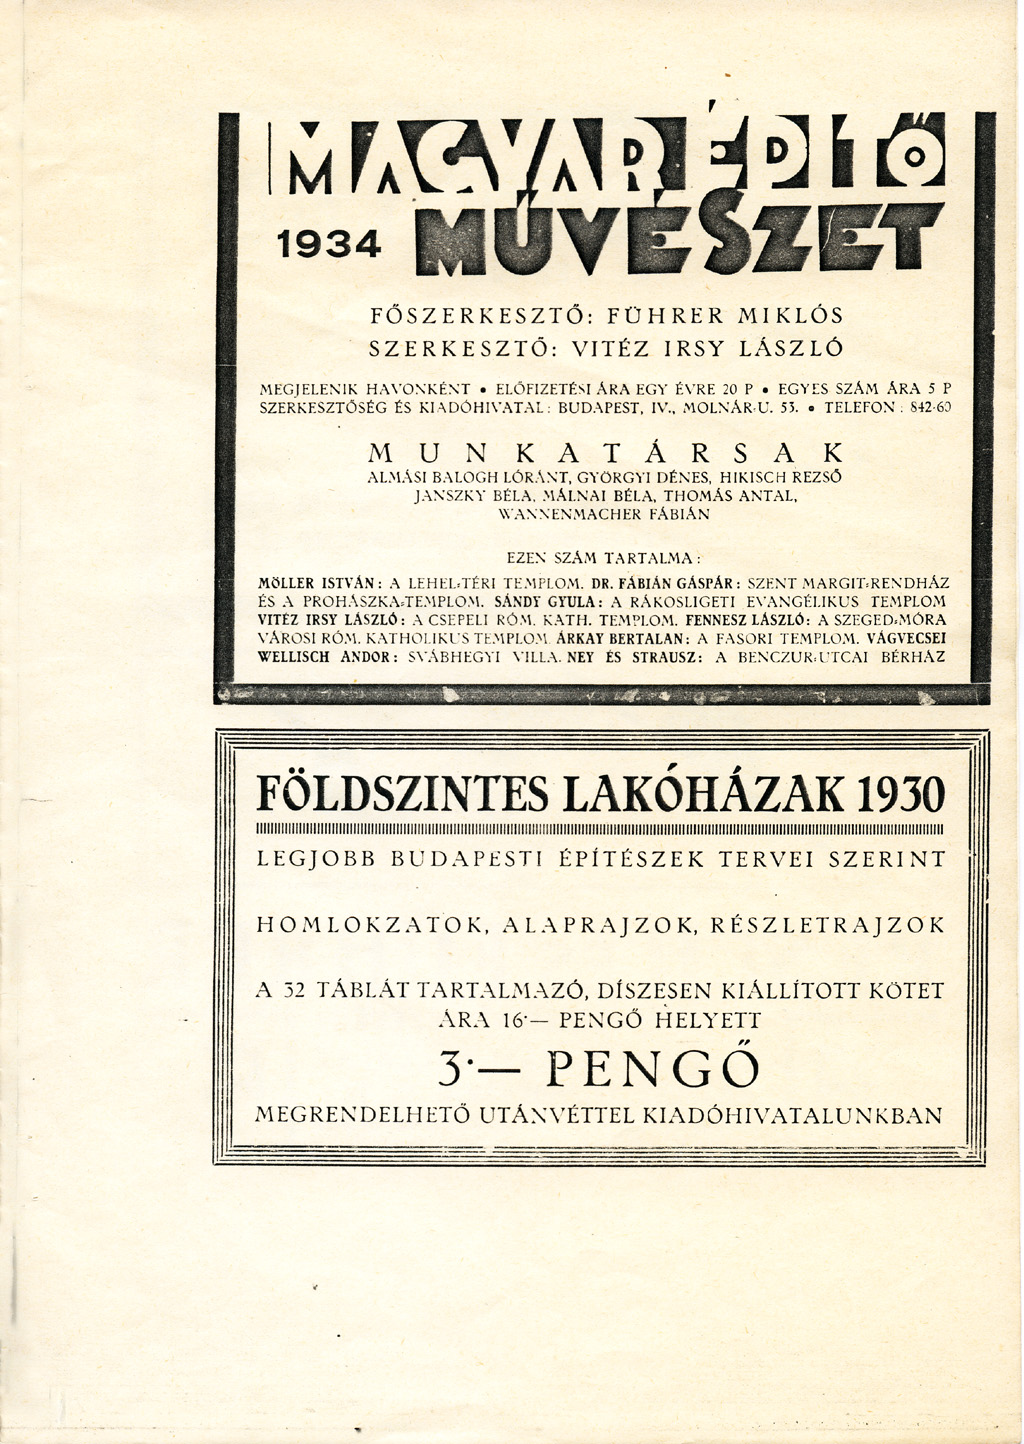 MAGYAR ÉPITŐ
1934 MŰVÉSZET
FŐSZERKESZTŐ: FÜHRER MIKLÓS
SZERKESZTŐ: VITÉZ IRSY LÁSZLÓ
MEGJELENIK HAVONKÉNT • ELŐFIZETÉSI ÁRA EGY ÉVRE 20 P • EGYES SZÁM ÁRA 5 P
SZERKESZTŐSÉG ÉS KIADÓHIVATAL: BUDAPEST, IV., MOLNÁR-U. 53. • TELEFON: 842-60
MUNKATÁRSAK
ALMÁSI BALOGH LÓRÁNT, GYÖRGYI DÉNES, HIKISCH REZSŐ
JANSZKY BÉLA, MÁLNAI BÉLA, THOMÁS ANTAL,
WANNENMACHER FÁBIÁN
EZEN SZÁM TARTALMA:
MÖLLER ISTVÁN: A LEHEL-TÉRI TEMPLOM. DR. FÁBIÁN GÁSPÁR: SZENT MARGIT-RENDHÁZ
ÉS A PROHÁSZKA-TEMPLOM. SÁNDY GYULA: A RÁKOSLIGETI EVANGÉLIKUS TEMPLOM
VITÉZ IRSY LÁSZLÓ: A CSEPELI RÓM. KATH. TEMPLOM. FENNESZ LÁSZLÓ: A SZEGED-MÓRA
VÁROSI RÓM. KATHOLIKUS TEMPLOM. ÁRKAY BERTALAN: A FASORI TEMPLOM. VÁGVECSEI
WELLISCH ANDOR: SVÁBHEGYI VILLA. NEY ÉS STRAUSZ: A BENCZUR-UTCAI BÉRHÁZ
FÖLDSZINTES LAKÓHÁZAK 1930
LEGJOBB BUDAPESTI ÉPÍTÉSZEK TERVEI SZERINT
HOMLOKZATOK, ALAPRAJZOK, RÉSZLETRAJZOK
A 32 TÁBLÁT TARTALMAZÓ, DÍSZESEN KIÁLLÍTOTT KÖTET
ÁRA 16·— PENGŐ HELYETT
3·— PENGŐ
MEGRENDELHETŐ UTÁNVÉTTEL KIADÓHIVATALUNKBAN